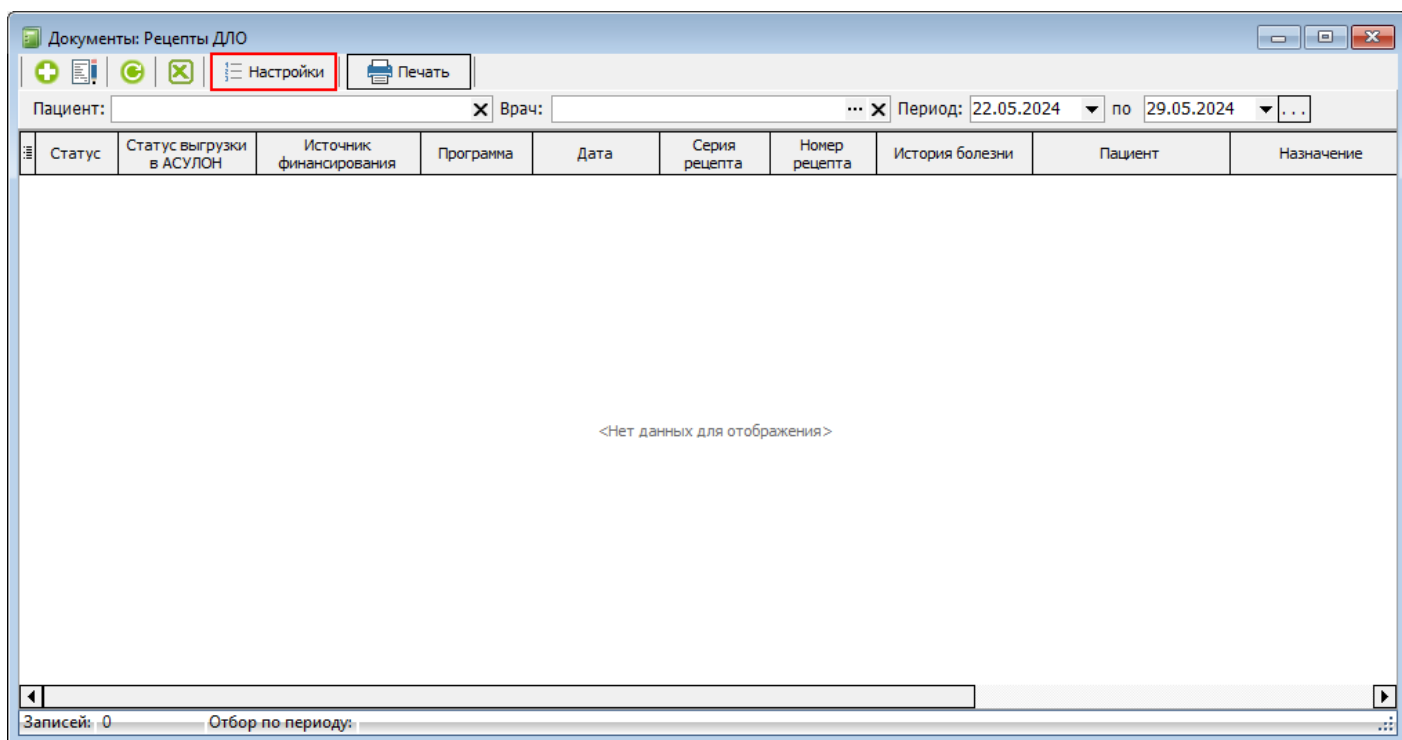 Документы: Рецепты ДЛО
Настройки Печать
Пациент: Врач: Период: 22.05.2024 по 29.05.2024 ...
Статус Статус выгрузки в АСУЛОН Источник финансирования Программа Дата Серия рецепта Номер рецепта История болезни Пациент Назначение
<Нет данных для отображения>
Записей: 0 Отбор по периоду: